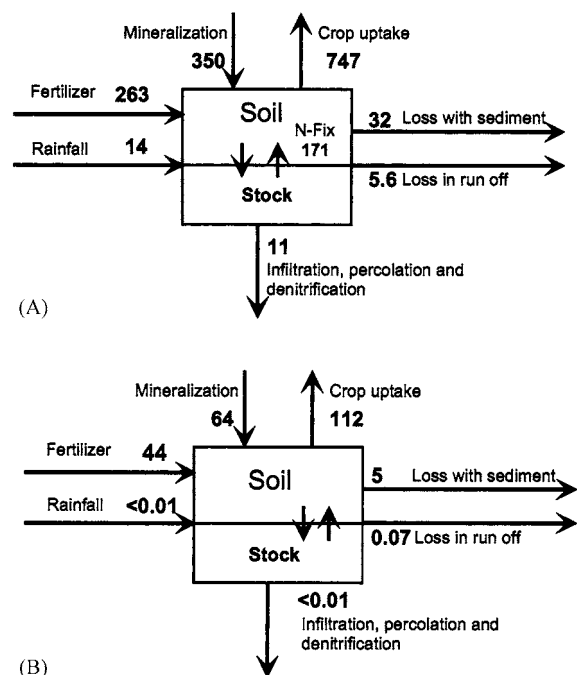 Mineralization
350
Crop uptake
747
Fertilizer 263
Soil
Rainfall 14
N-Fix
171
32 Loss with sediment
Stock
5.6 Loss in run off
11
Infiltration, percolation and
denitrification
(A)
Mineralization
64
Crop uptake
112
Fertilizer 44
Soil
5 Loss with sediment
Rainfall <0.01
Stock
0.07 Loss in run off
<0.01
Infiltration, percolation and
denitrification
(B)